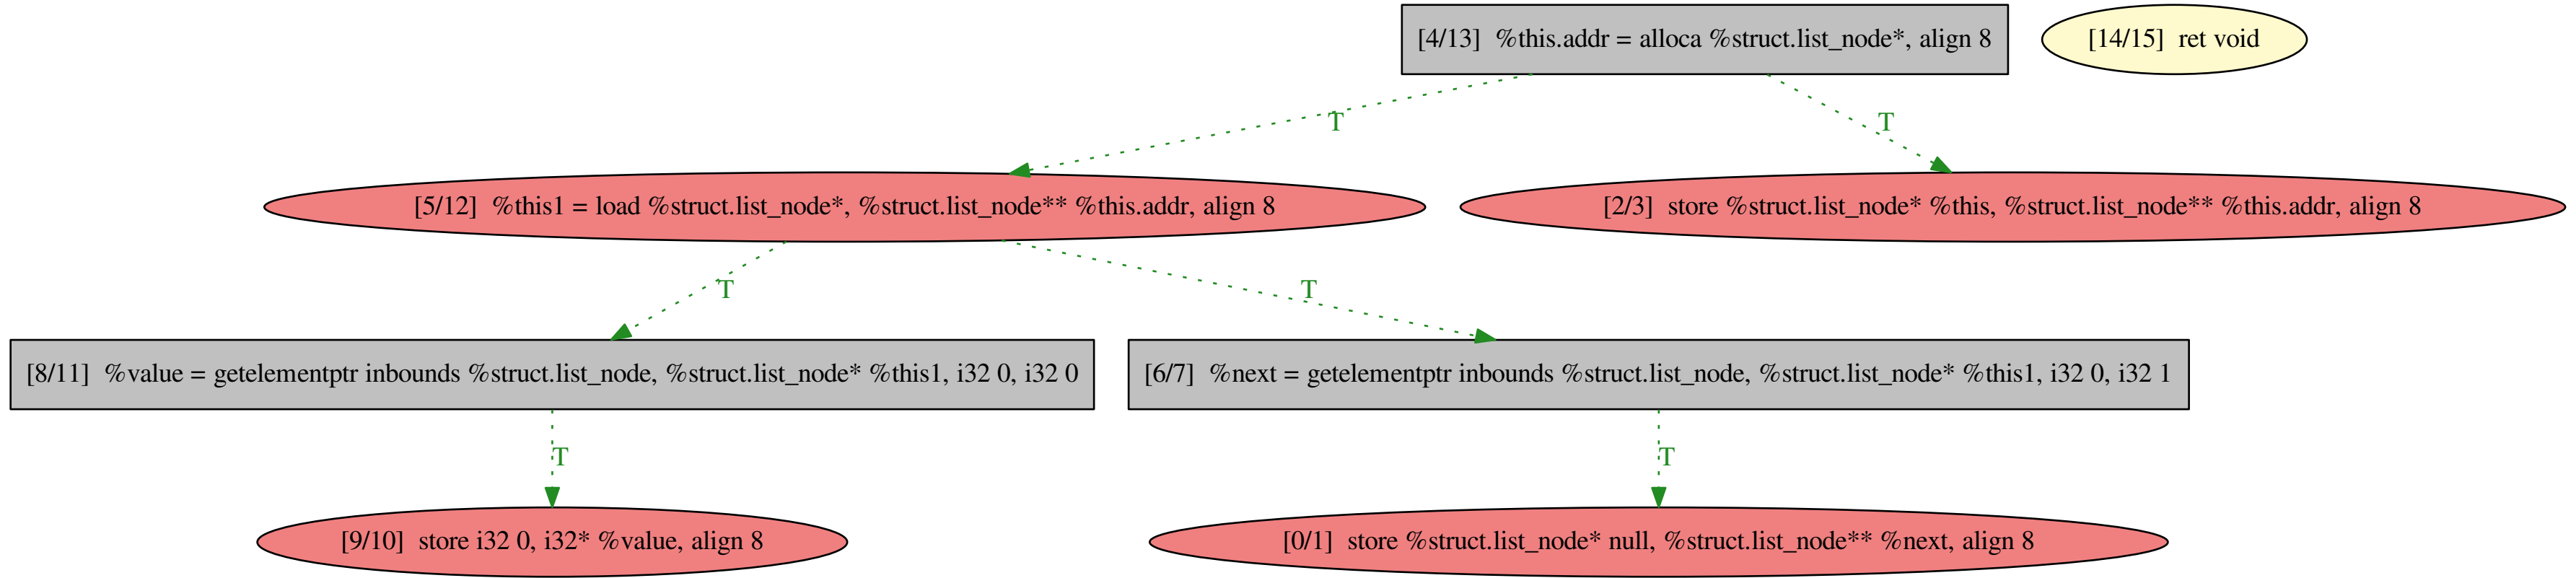 [4/13] %this.addr = alloca %struct.list_node*, align 8
[14/15] ret void
T
T
[5/12] %this1 = load %struct.list_node*, %struct.list_node** %this.addr, align 8
[2/3] store %struct.list_node* %this, %struct.list_node** %this.addr, align 8
T
T
[8/11] %value = getelementptr inbounds %struct.list_node, %struct.list_node* %this1, i32 0, i32 0
[6/7] %next = getelementptr inbounds %struct.list_node, %struct.list_node* %this1, i32 0, i32 1
T
T
[9/10] store i32 0, i32* %value, align 8
[0/1] store %struct.list_node* null, %struct.list_node** %next, align 8